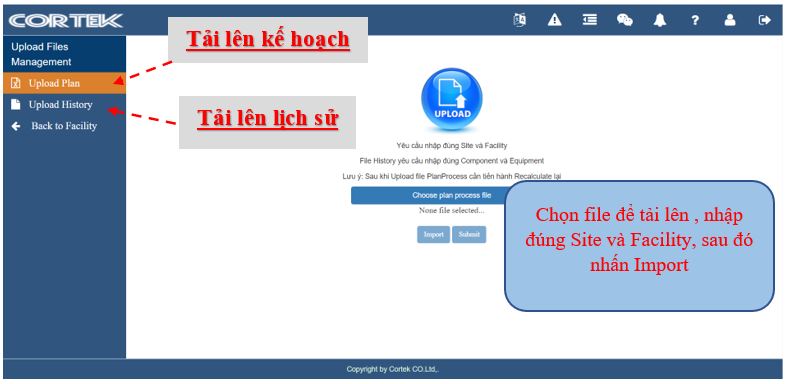 CORTEK
Upload Files
Management
Upload Plan
Upload History
Back to Facility
Tải lên kế hoạch
Tải lên lịch sử
UPLOAD
Yêu cầu nhập đúng Site và Facility
File History yêu cầu nhập đúng Component và Equipment
Lưu ý: Sau khi Upload file PlanProcess cần tiến hành Recalculate lại
Choose plan process file
None file selected...
Import Submit
Chọn file để tải lên , nhập
đúng Site và Facility, sau đó
nhấn Import
Copyright by Cortek CO.Ltd,.